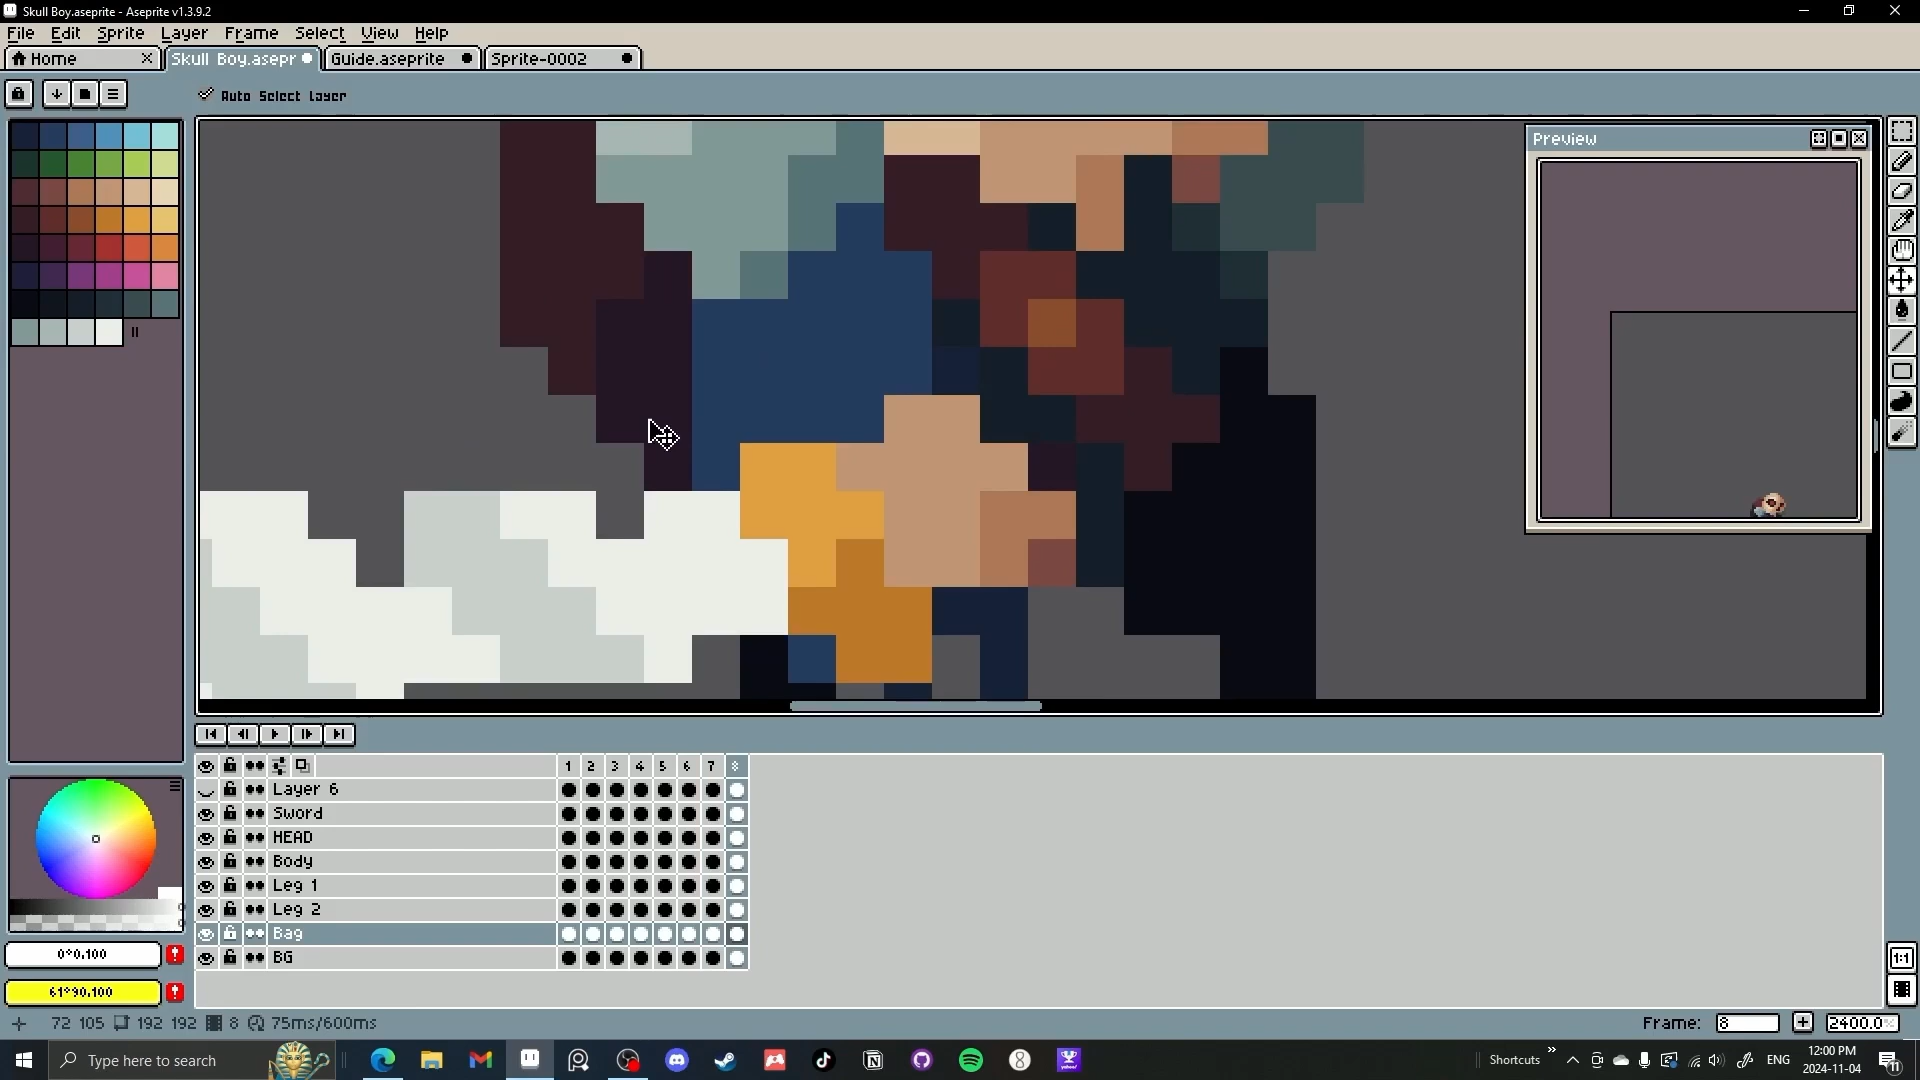 Skull Boy.aseprite - Aseprite v1.3.9.2
File Edit Sprite Layer Frame Select View Help
Home Skull Boy.asepr Guide.aseprite Sprite-0002
Auto Select Layer
Preview
1 2 3 4 5 6 7 8
Layer 6
Sword
HEAD
Body
Leg 1
Leg 2
Bag
BG
0°0,100
61°90,100
72 105 192 192 8 75ms/600ms
Frame: 8 2400.0
1:1
Type here to search
Shortcuts
ENG
12:00 PM
2024-11-04
11